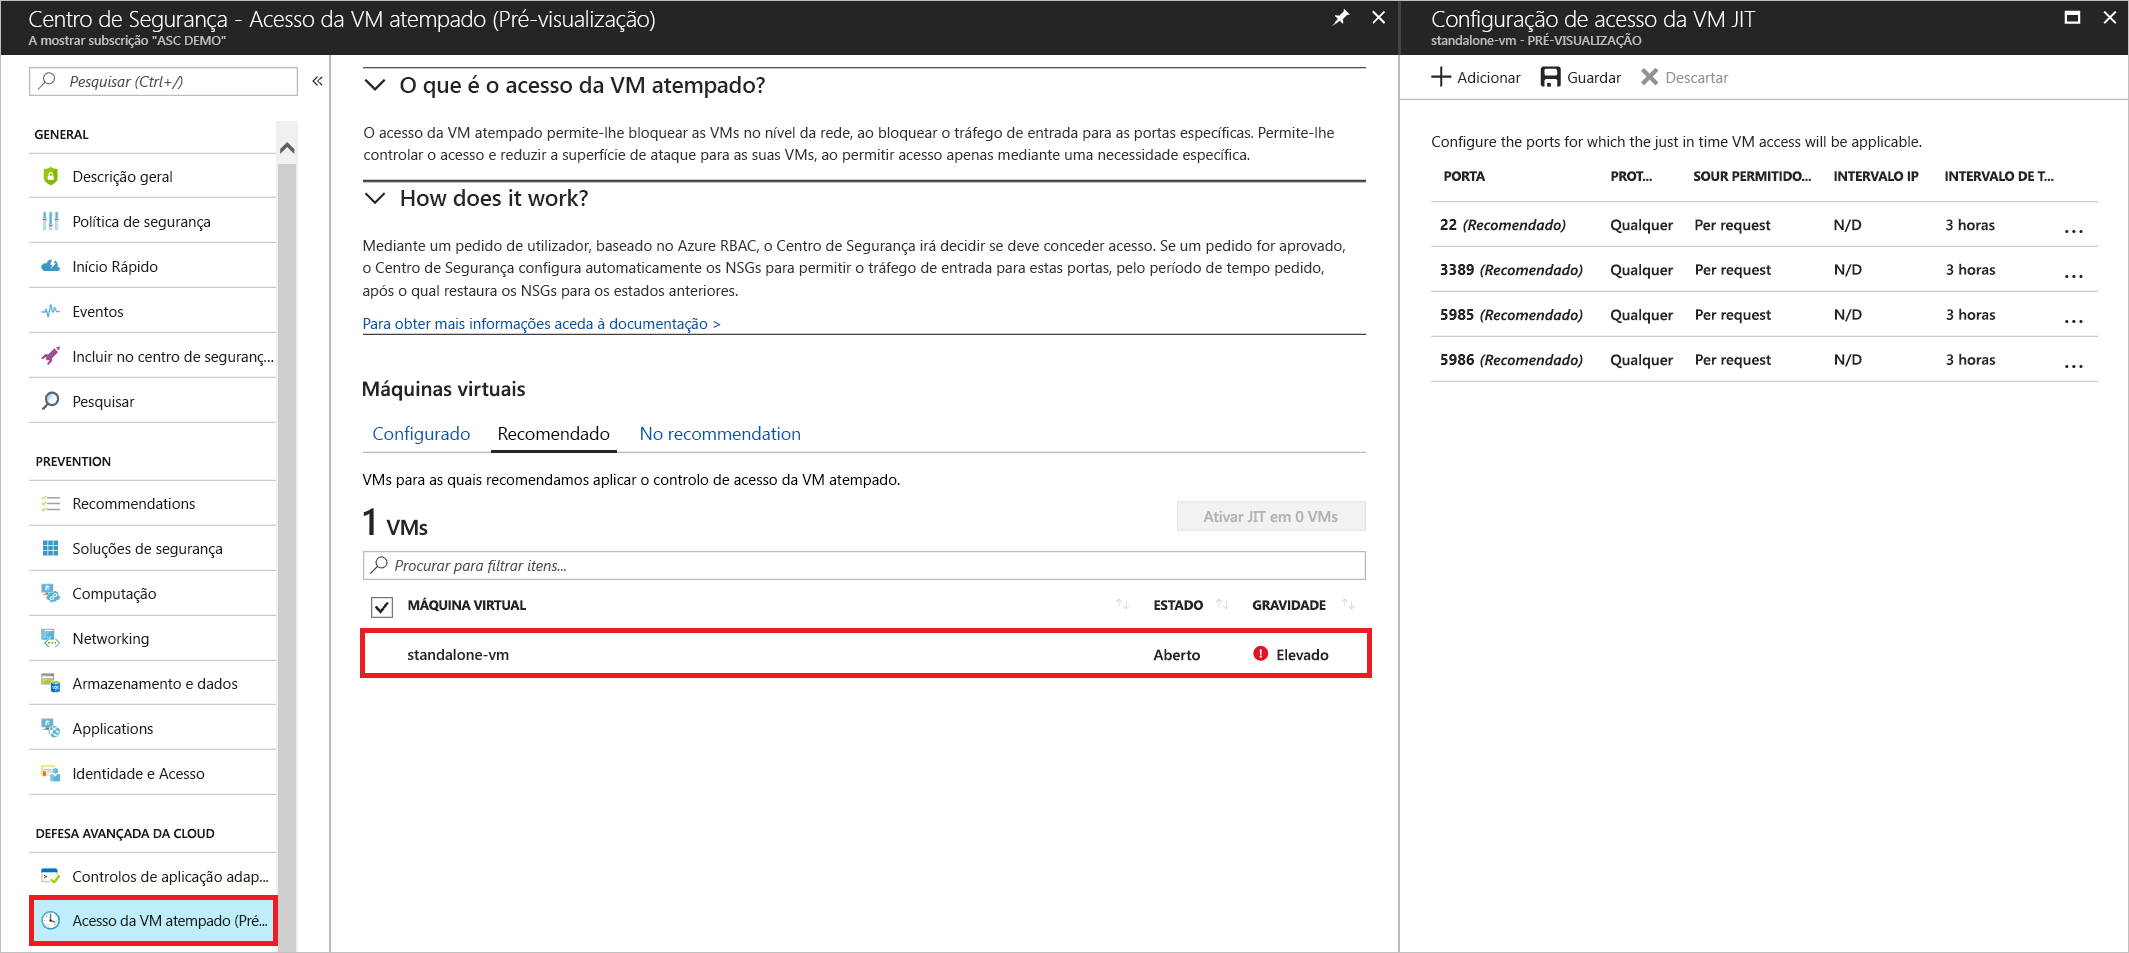 Centro de Segurança - Acesso da VM atempado (Pré-visualização)
A mostrar subscrição "ASC DEMO"
Pesquisar (Ctrl+/)
«
GENERAL
Descrição geral
Política de segurança
Início Rápido
Eventos
Incluir no centro de seguranç...
Pesquisar
PREVENTION
Recommendations
Soluções de segurança
Computação
Networking
Armazenamento e dados
Applications
Identidade e Acesso
DEFESA AVANÇADA DA CLOUD
Controlos de aplicação adap...
Acesso da VM atempado (Pré...
O que é o acesso da VM atempado?
O acesso da VM atempado permite-lhe bloquear as VMs no nível da rede, ao bloquear o tráfego de entrada para as portas específicas. Permite-lhe
controlar o acesso e reduzir a superfície de ataque para as suas VMs, ao permitir acesso apenas mediante uma necessidade específica.
How does it work?
Mediante um pedido de utilizador, baseado no Azure RBAC, o Centro de Segurança irá decidir se deve conceder acesso. Se um pedido for aprovado,
o Centro de Segurança configura automaticamente os NSGs para permitir o tráfego de entrada para estas portas, pelo período de tempo pedido,
após o qual restaura os NSGs para os estados anteriores.
Para obter mais informações aceda à documentação >
Máquinas virtuais
Configurado Recomendado No recommendation
VMs para as quais recomendamos aplicar o controlo de acesso da VM atempado.
1 VMs
Ativar JIT em 0 VMs
Procurar para filtrar itens...
MÁQUINA VIRTUAL ESTADO GRAVIDADE
standalone-vm Aberto Elevado
Configuração de acesso da VM JIT
standalone-vm - PRÉ-VISUALIZAÇÃO
Adicionar Guardar Descartar
Configure the ports for which the just in time VM access will be applicable.
PORTA PROT... SOUR PERMITIDO... INTERVALO IP INTERVALO DE T...
22 (Recomendado) Qualquer Per request N/D 3 horas ...
3389 (Recomendado) Qualquer Per request N/D 3 horas ...
5985 (Recomendado) Qualquer Per request N/D 3 horas ...
5986 (Recomendado) Qualquer Per request N/D 3 horas ...